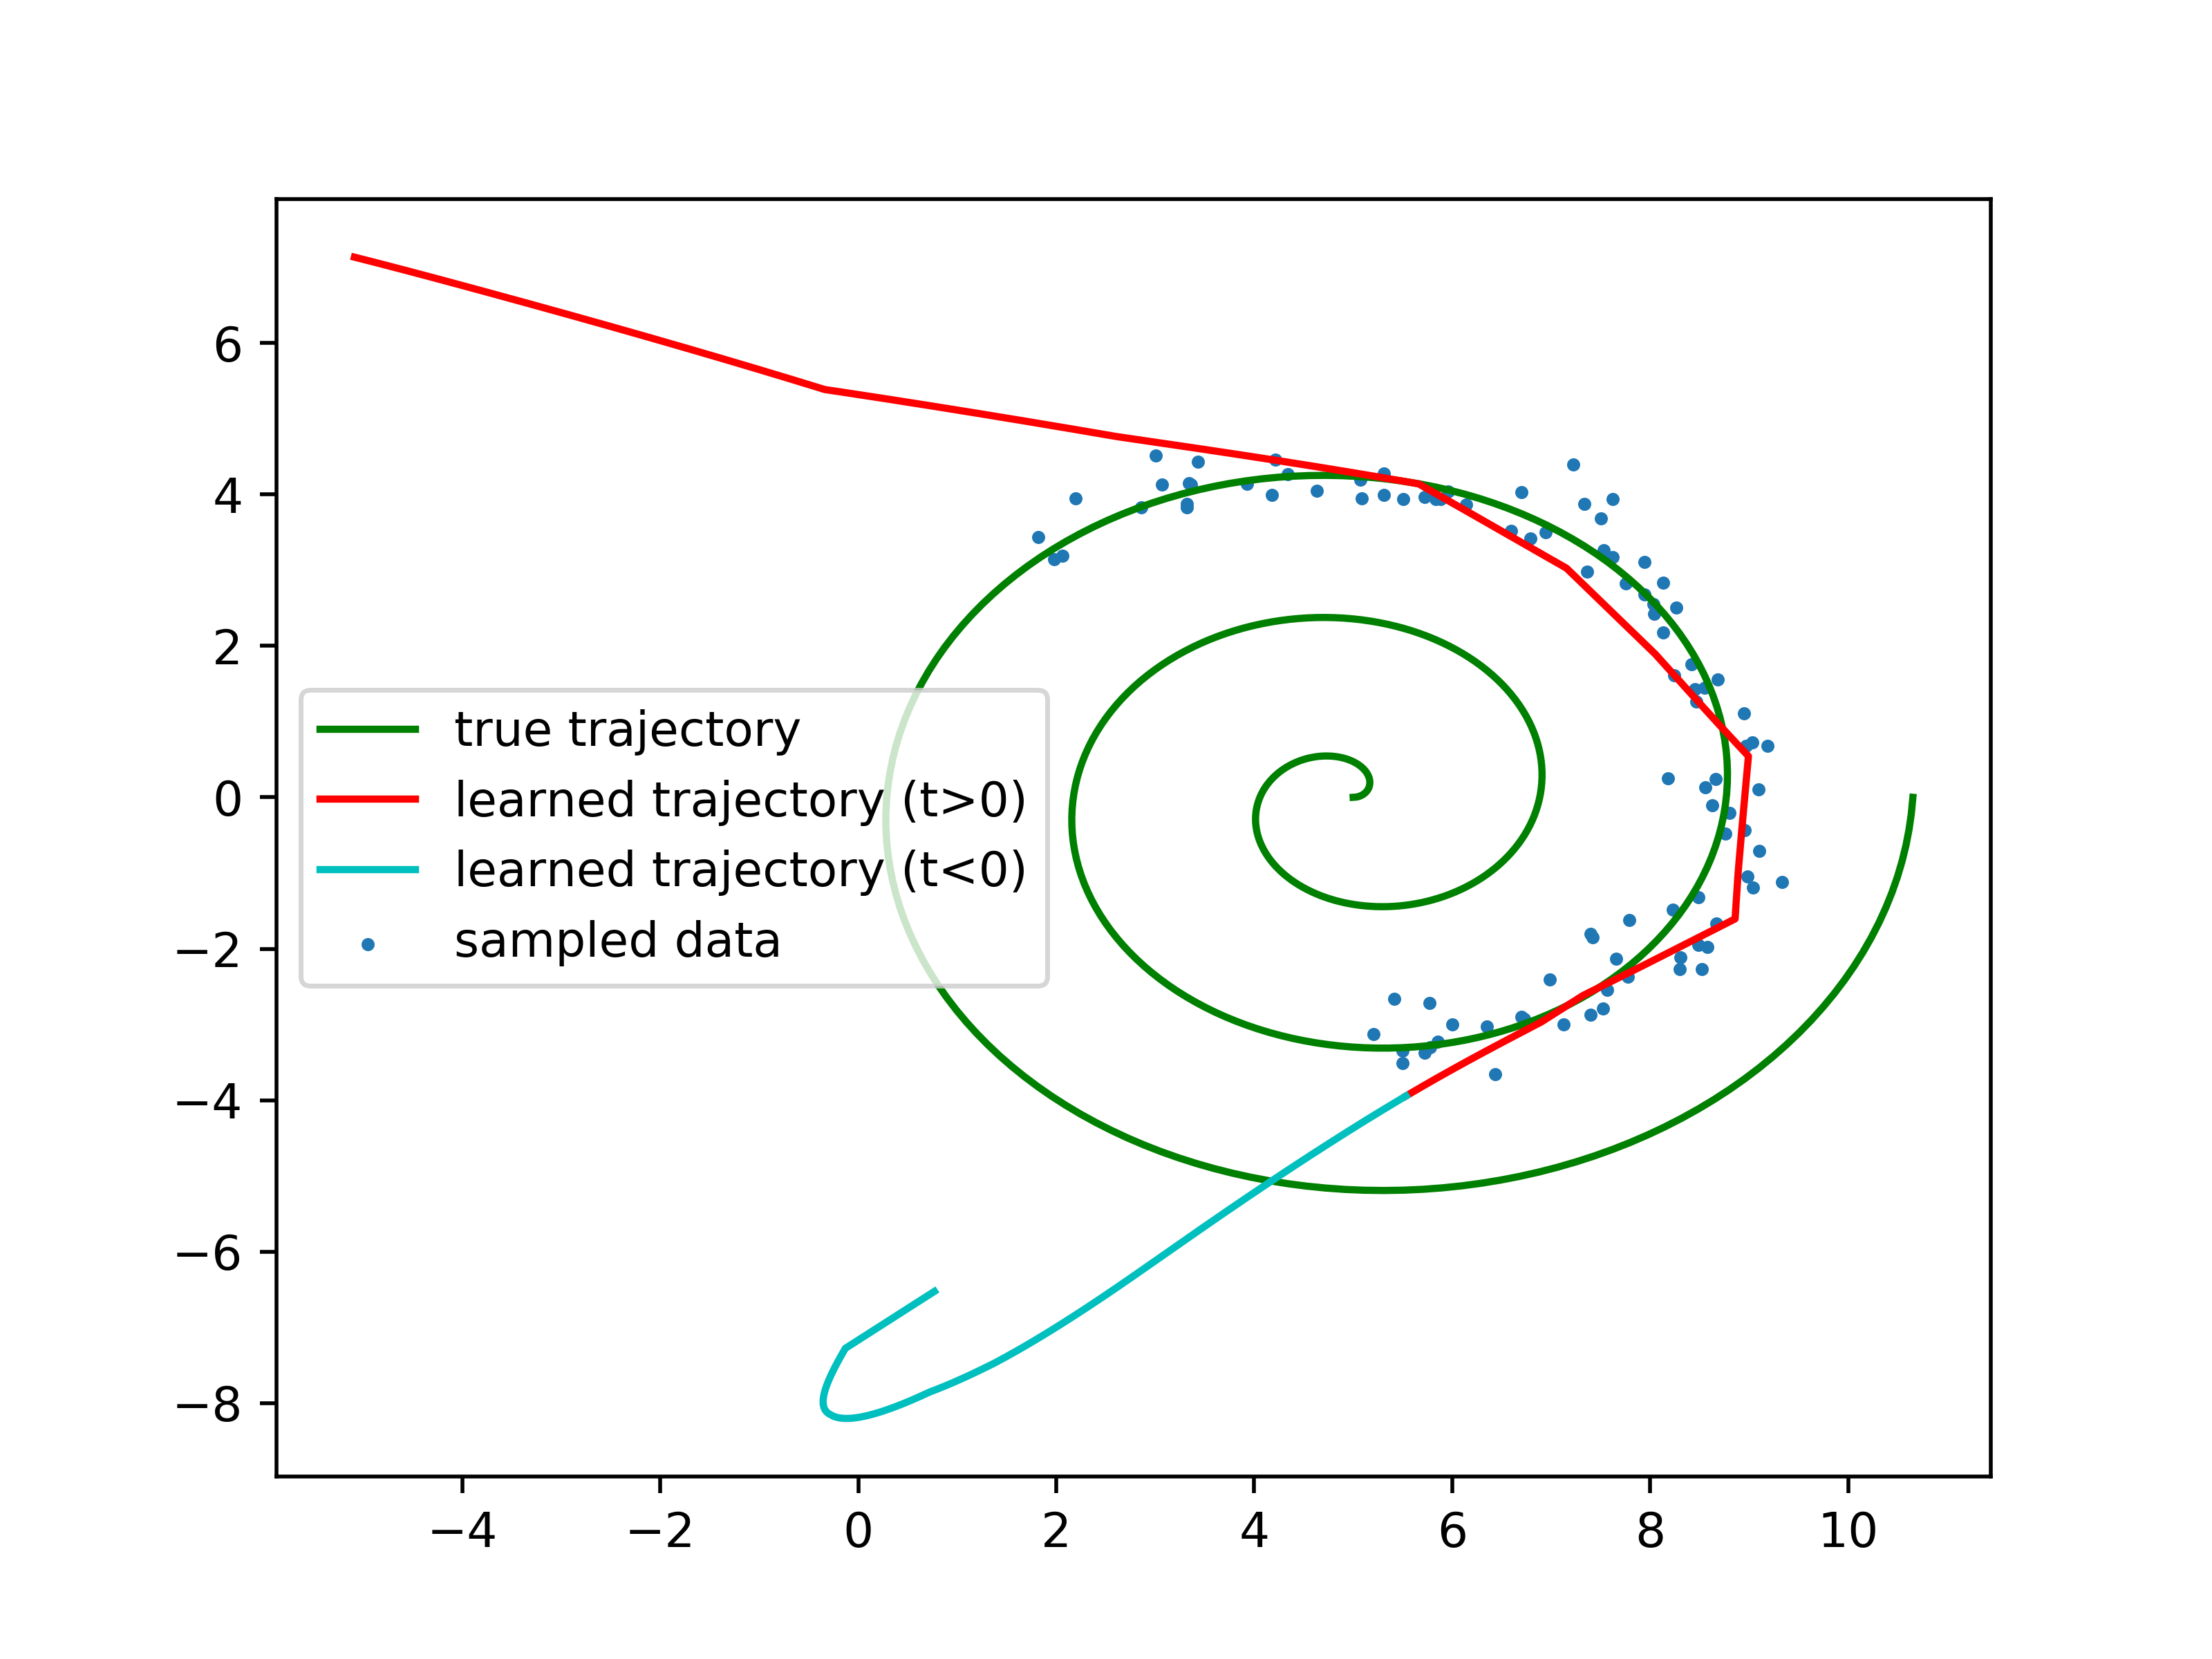 6
4
2
0
−2
−4
−6
−8
true trajectory
learned trajectory (t>0)
learned trajectory (t<0)
sampled data
−4 −2 0 2 4 6 8 10